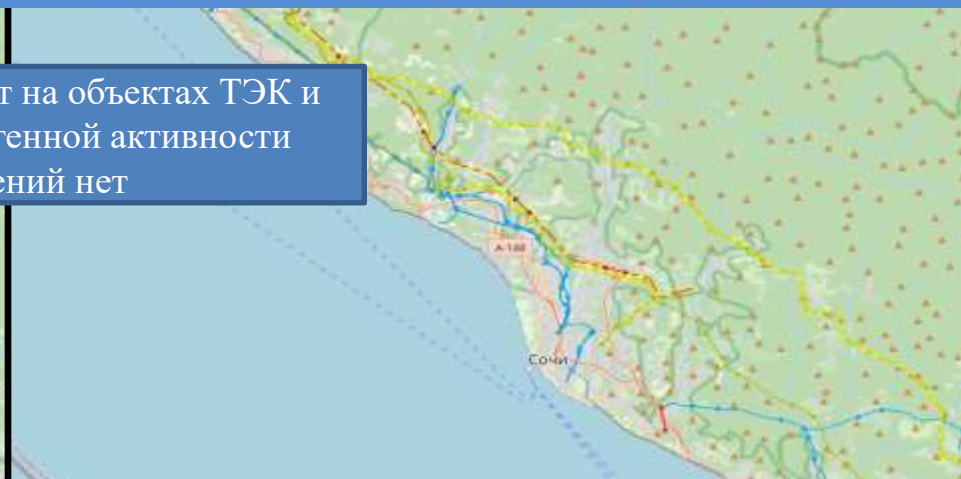 т на объектах ТЭК и
генной активности
ений нет
А-148
Сочи